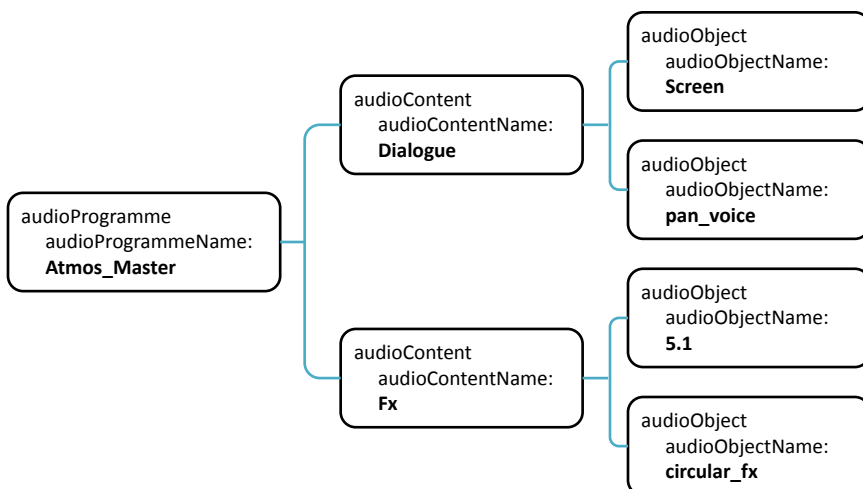 audioProgramme
audioProgrammeName:
Atmos_Master
audioContent
audioContentName:
Dialogue
audioObject
audioObjectName:
Screen
audioObject
audioObjectName:
pan_voice
audioContent
audioContentName:
Fx
audioObject
audioObjectName:
5.1
audioObject
audioObjectName:
circular_fx